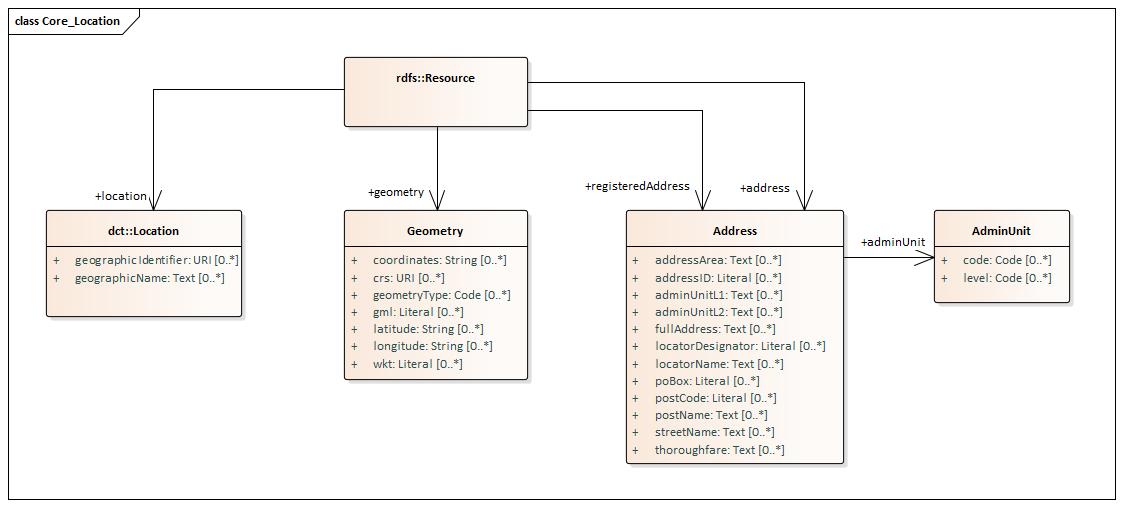 class Core_Location
rdfs::Resource
+location
+geometry
+registeredAddress
+address
dct::Location
+ geographicIdentifier: URI [0..*]
+ geographicName: Text [0..*]
Geometry
+ coordinates: String [0..*]
+ crs: URI [0..*]
+ geometryType: Code [0..*]
+ gml: Literal [0..*]
+ latitude: String [0..*]
+ longitude: String [0..*]
+ wkt: Literal [0..*]
Address
+ addressArea: Text [0..*]
+ addressID: Literal [0..*]
+ adminUnitL1: Text [0..*]
+ adminUnitL2: Text [0..*]
+ fullAddress: Text [0..*]
+ locatorDesignator: Literal [0..*]
+ locatorName: Text [0..*]
+ poBox: Literal [0..*]
+ postCode: Literal [0..*]
+ postName: Text [0..*]
+ streetName: Text [0..*]
+ thoroughfare: Text [0..*]
+adminUnit
AdminUnit
+ code: Code [0..*]
+ level: Code [0..*]